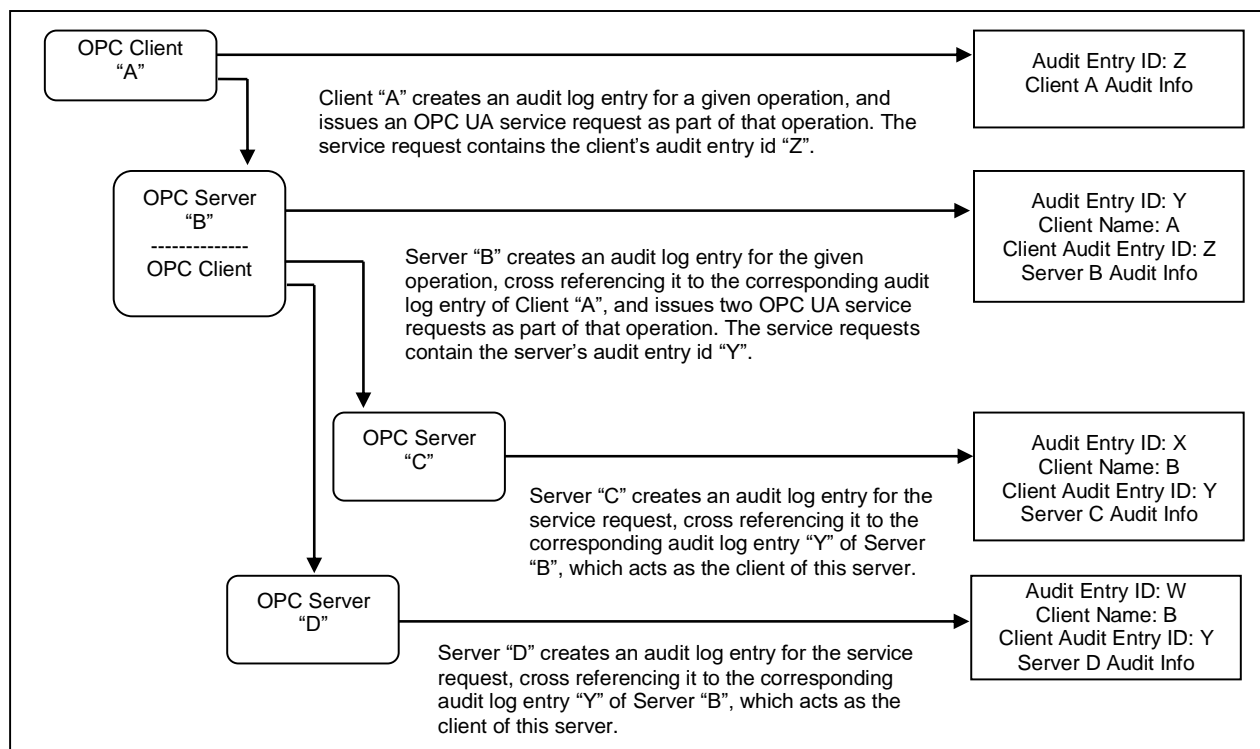 OPC Client
“A”
Audit Entry ID: Z
Client A Audit Info
Client “A” creates an audit log entry for a given operation, and
issues an OPC UA service request as part of that operation. The
service request contains the client’s audit entry id “Z”.
OPC Server
“B”
--------------
OPC Client
Audit Entry ID: Y
Client Name: A
Client Audit Entry ID: Z
Server B Audit Info
Server “B” creates an audit log entry for the given
operation, cross referencing it to the corresponding audit
log entry of Client “A”, and issues two OPC UA service
requests as part of that operation. The service requests
contain the server’s audit entry id “Y”.
OPC Server
“C”
Audit Entry ID: X
Client Name: B
Client Audit Entry ID: Y
Server C Audit Info
Server “C” creates an audit log entry for the
service request, cross referencing it to the
corresponding audit log entry “Y” of Server
“B”, which acts as the client of this server.
OPC Server
“D”
Audit Entry ID: W
Client Name: B
Client Audit Entry ID: Y
Server D Audit Info
Server “D” creates an audit log entry for the service
request, cross referencing it to the corresponding
audit log entry “Y” of Server “B”, which acts as the
client of this server.